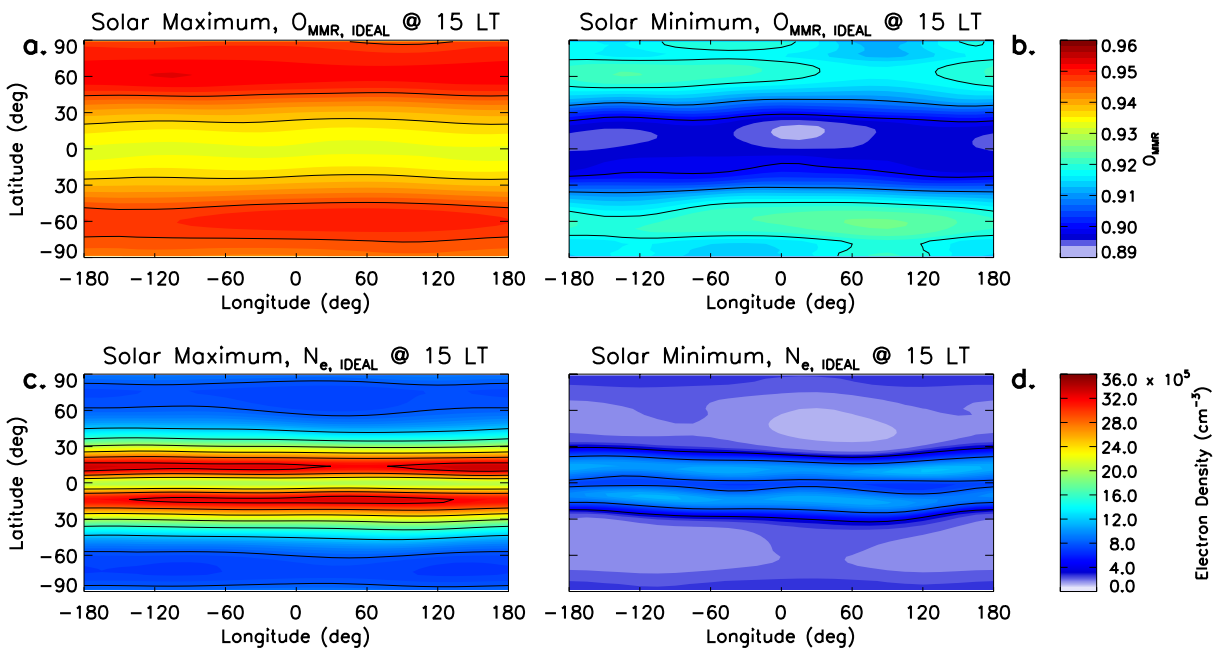 Solar Maximum, O_MMR, IDEAL @ 15 LT
Solar Minimum, O_MMR, IDEAL @ 15 LT
a.
90
60
30
0
30
-60
-90
Latitude (deg)
-180 -120 -60 0 60 120 180
Longitude (deg)
-180 -120 -60 0 60 120 180
Longitude (deg)
b.
0.96
0.95
0.94
0.93
0.92
0.91
0.90
0.89
O_MMR
Solar Maximum, N_e, IDEAL @ 15 LT
Solar Minimum, N_e, IDEAL @ 15 LT
c.
90
60
30
0
30
-60
-90
Latitude (deg)
-180 -120 -60 0 60 120 180
Longitude (deg)
-180 -120 -60 0 60 120 180
Longitude (deg)
d.
36.0 x 10^5
32.0
28.0
24.0
20.0
16.0
12.0
8.0
4.0
0.0
Electron Density (cm^-3)